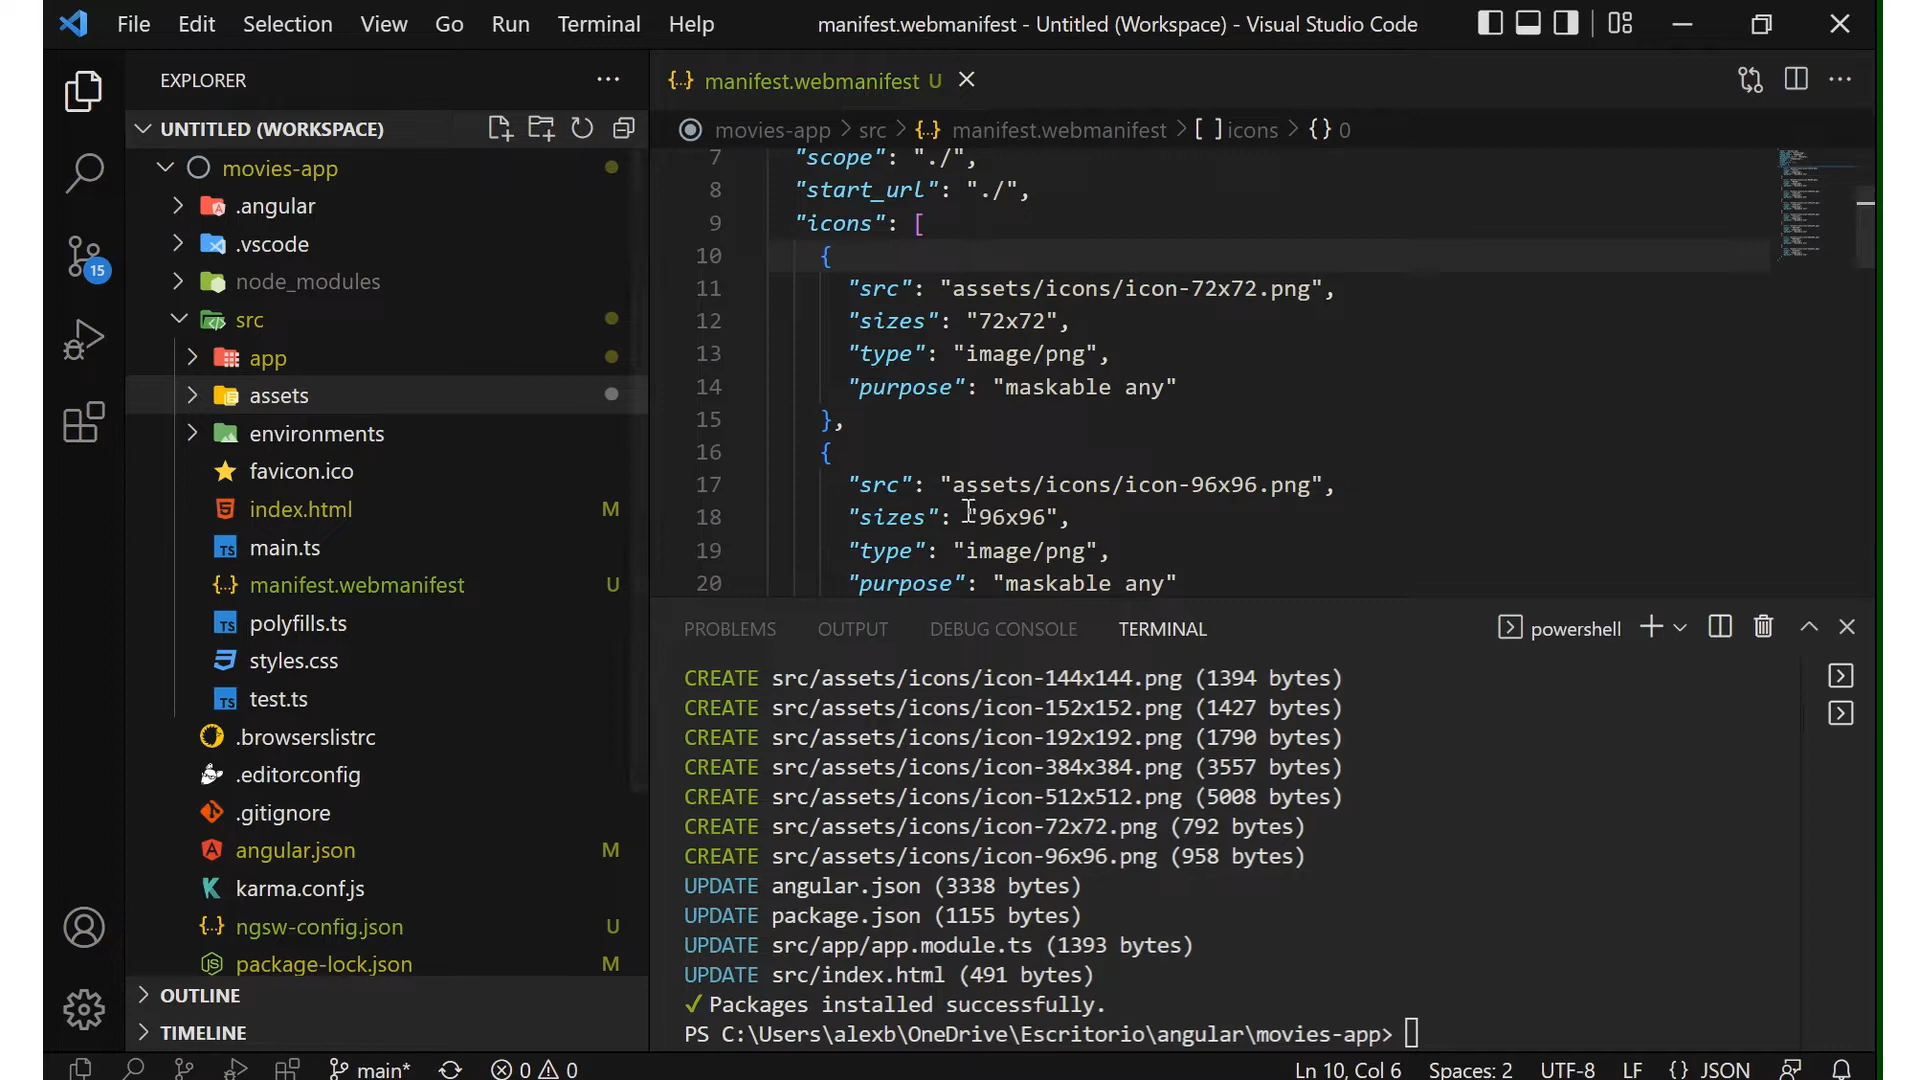 File Edit Selection View Go Run Terminal Help
manifest.webmanifest - Untitled (Workspace) - Visual Studio Code
EXPLORER
UNTITLED (WORKSPACE)
movies-app
.angular
.vscode
node_modules
src
app
assets
environments
favicon.ico
index.html M
main.ts
manifest.webmanifest U
polyfills.ts
styles.css
test.ts
.browserslistrc
.editorconfig
.gitignore
angular.json M
karma.conf.js
ngsw-config.json U
package-lock.json M
OUTLINE
TIMELINE
15
{..} manifest.webmanifest U
movies-app > src > {..} manifest.webmanifest > [ ] icons > {} 0
7 "scope": "./",
8 "start_url": "./",
9 "icons": [
10 {
11 "src": "assets/icons/icon-72x72.png",
12 "sizes": "72x72",
13 "type": "image/png",
14 "purpose": "maskable any"
15 },
16 {
17 "src": "assets/icons/icon-96x96.png",
18 "sizes": "96x96",
19 "type": "image/png",
20 "purpose": "maskable any"
PROBLEMS OUTPUT DEBUG CONSOLE TERMINAL
powershell
CREATE src/assets/icons/icon-144x144.png (1394 bytes)
CREATE src/assets/icons/icon-152x152.png (1427 bytes)
CREATE src/assets/icons/icon-192x192.png (1790 bytes)
CREATE src/assets/icons/icon-384x384.png (3557 bytes)
CREATE src/assets/icons/icon-512x512.png (5008 bytes)
CREATE src/assets/icons/icon-72x72.png (792 bytes)
CREATE src/assets/icons/icon-96x96.png (958 bytes)
UPDATE angular.json (3338 bytes)
UPDATE package.json (1155 bytes)
UPDATE src/app/app.module.ts (1393 bytes)
UPDATE src/index.html (491 bytes)
✓ Packages installed successfully.
PS C:\Users\alexb\OneDrive\Escritorio\angular\movies-app>
main* 0 0 Ln 10, Col 6 Spaces: 2 UTF-8 LF {} JSON